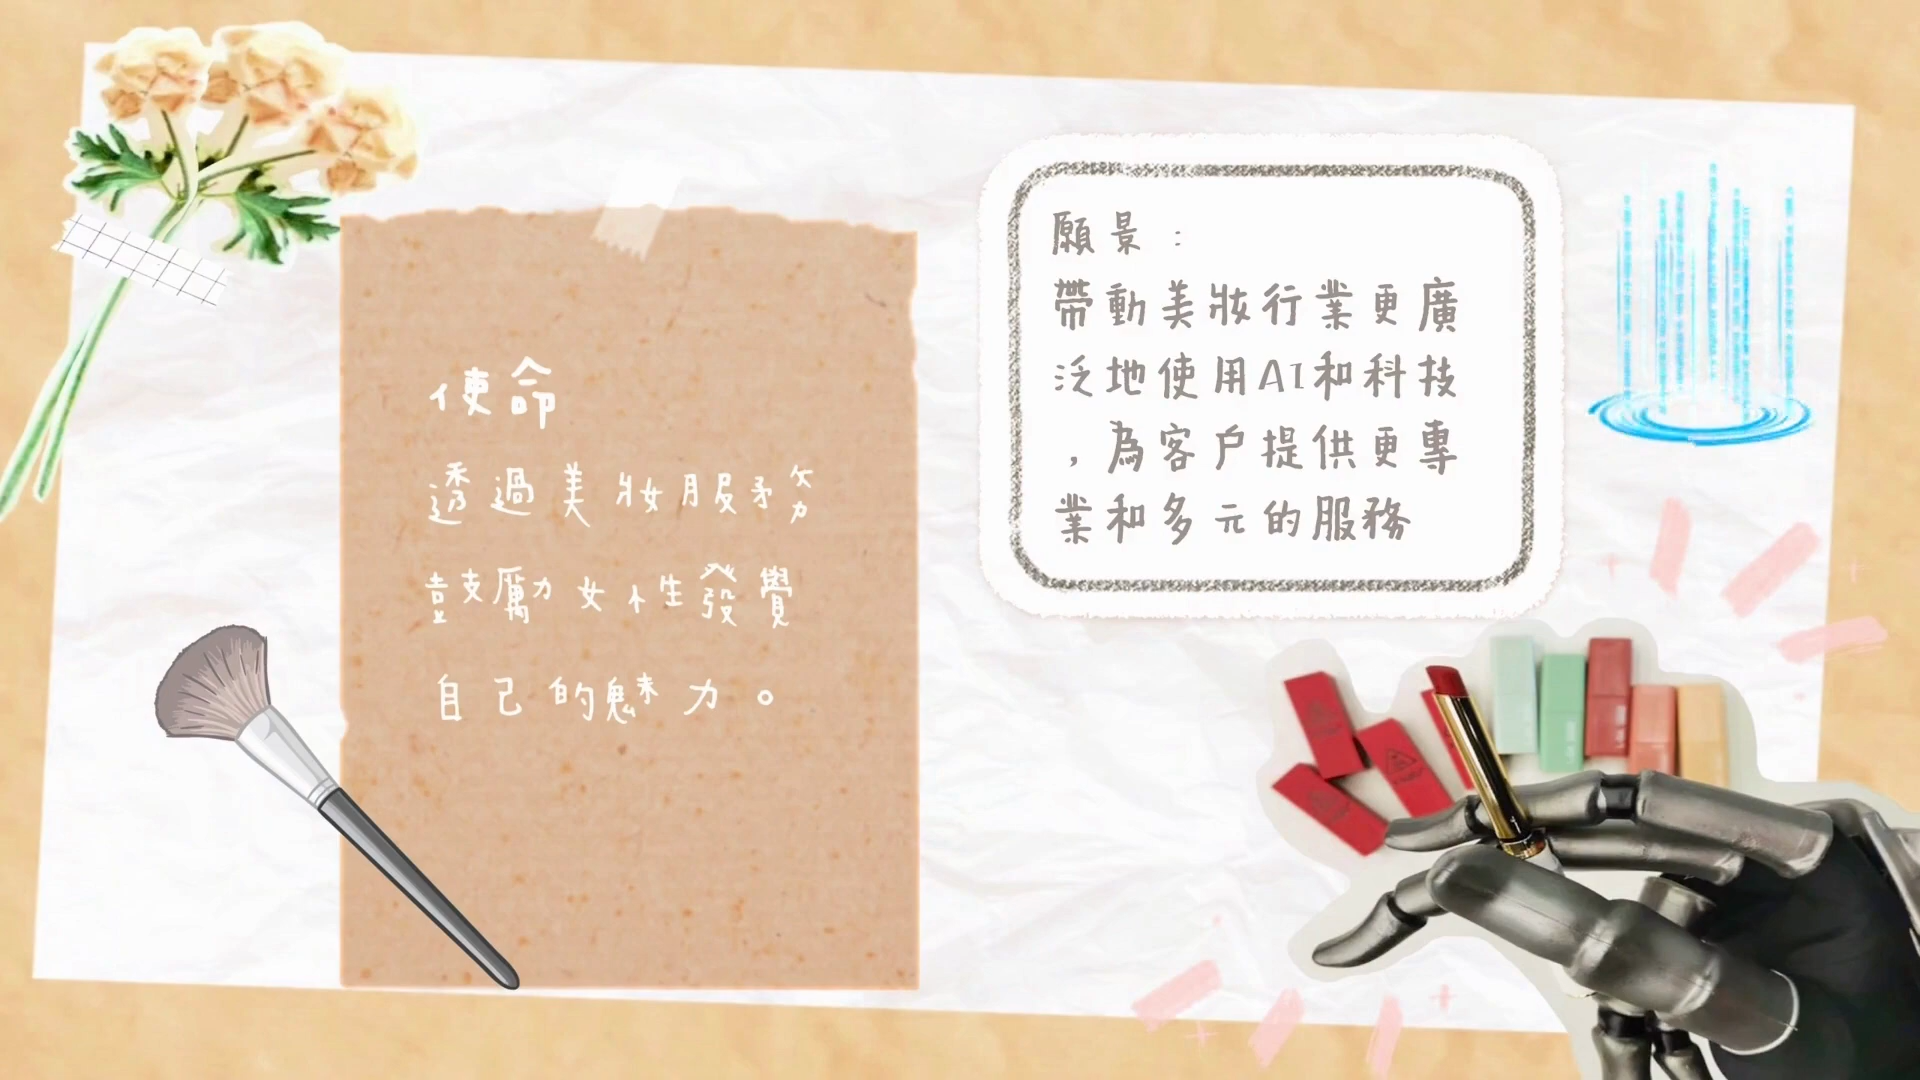 使命
透過美妝服務
鼓勵女性發覺
自己的魅力。
願景：
帶動美妝行業更廣
泛地使用AI和科技
，為客戶提供更專
業和多元的服務